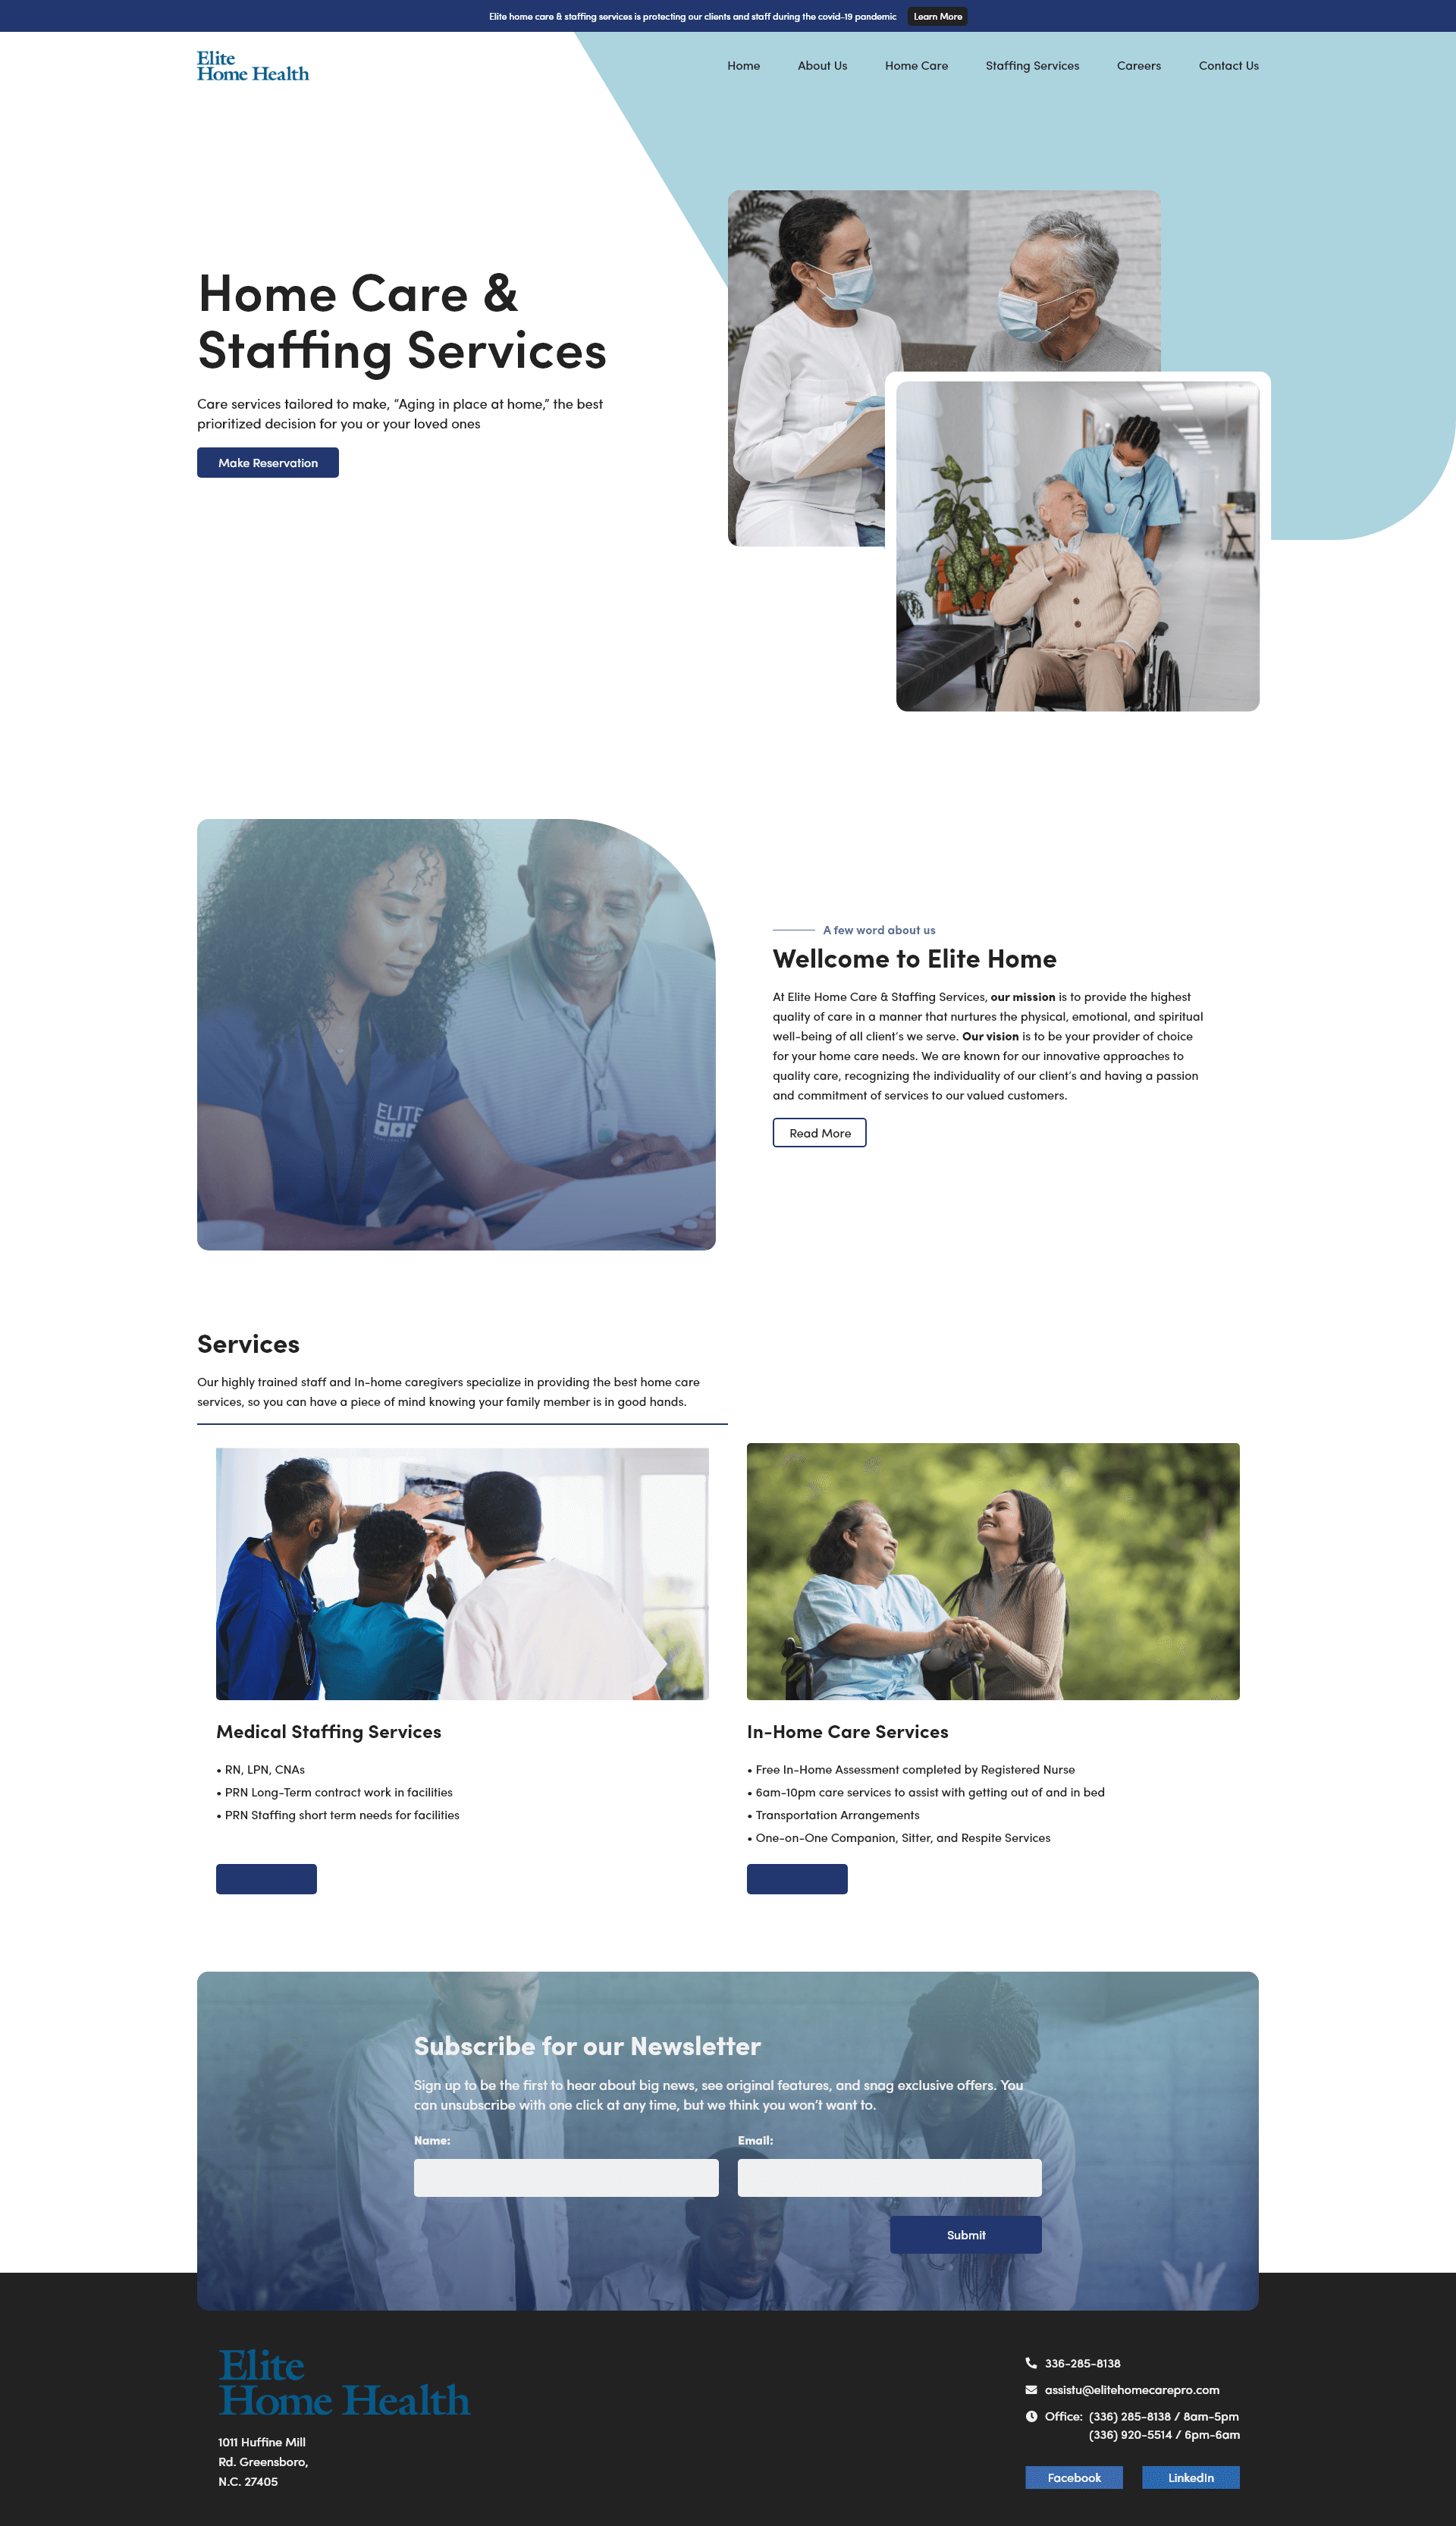 Elite home care & staffing services is protecting our clients and staff during the covid-19 pandemic
Learn More
Elite
Home Health
Home
About Us
Home Care
Staffing Services
Careers
Contact Us
Home Care &
Staffing Services
Care services tailored to make, “Aging in place at home,” the best
prioritized decision for you or your loved ones
Make Reservation
ELITE
A few word about us
Wellcome to Elite Home
At Elite Home Care & Staffing Services, our mission is to provide the highest
quality of care in a manner that nurtures the physical, emotional, and spiritual
well-being of all client’s we serve. Our vision is to be your provider of choice
for your home care needs. We are known for our innovative approaches to
quality care, recognizing the individuality of our client’s and having a passion
and commitment of services to our valued customers.
Read More
Services
Our highly trained staff and In-home caregivers specialize in providing the best home care
services, so you can have a piece of mind knowing your family member is in good hands.
Medical Staffing Services
• RN, LPN, CNAs
• PRN Long-Term contract work in facilities
• PRN Staffing short term needs for facilities
In-Home Care Services
• Free In-Home Assessment completed by Registered Nurse
• 6am-10pm care services to assist with getting out of and in bed
• Transportation Arrangements
• One-on-One Companion, Sitter, and Respite Services
Subscribe for our Newsletter
Sign up to be the first to hear about big news, see original features, and snag exclusive offers. You
can unsubscribe with one click at any time, but we think you won’t want to.
Name:
Email:
Submit
Elite
Home Health
1011 Huffine Mill
Rd. Greensboro,
N.C. 27405
336-285-8138
assistu@elitehomecarepro.com
Office: (336) 285-8138 / 8am-5pm
(336) 920-5514 / 6pm-6am
Facebook
LinkedIn